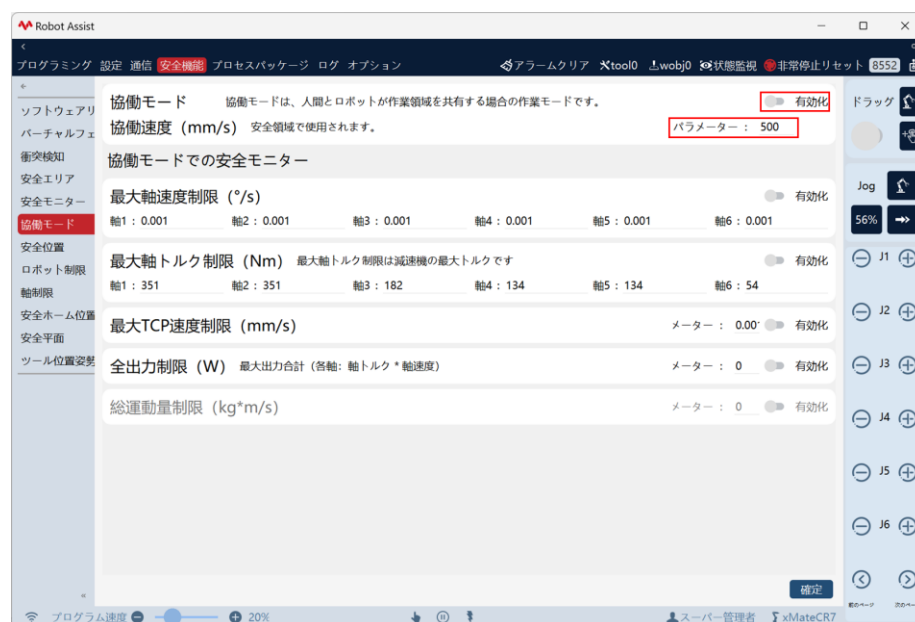 Robot Assist
プログラミング 設定 通信 安全機能 プロセスパッケージ ログ オプション アラームクリア tool0 wobj0 状態監視 非常停止リセット 8552
ソフトウェアリ
バーチャルフェ
衝突検知
安全エリア
安全モニター
協働モード
安全位置
ロボット制限
軸制限
安全ホーム位置
安全平面
ツール位置姿勢
協働モード 協働モードは、人間とロボットが作業領域を共有する場合の作業モードです。 有効化
協働速度（mm/s） 安全領域で使用されます。 パラメーター： 500
協働モードでの安全モニター
最大軸速度制限（°/s） 有効化
軸1：0.001 軸2：0.001 軸3：0.001 軸4：0.001 軸5：0.001 軸6：0.001
最大軸トルク制限（Nm） 最大軸トルク制限は減速機の最大トルクです 有効化
軸1：351 軸2：351 軸3：182 軸4：134 軸5：134 軸6：54
最大TCP速度制限（mm/s） メーター： 0.00 有効化
全出力制限（W） 最大出力合計（各軸：軸トルク*軸速度） メーター： 0 有効化
総運動量制限（kg*m/s） メーター： 0 有効化
確定
ドラッグ
Jog
56%
J1
J2
J3
J4
J5
J6
前のページ 次のペー
プログラム速度 20% スーパー管理者 xMateCR7